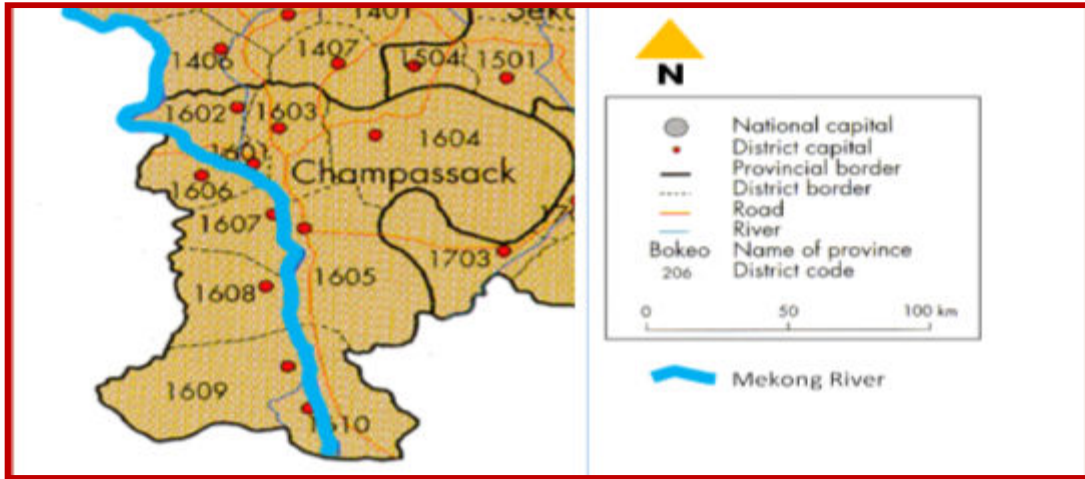 1401
1406
1407
1504
1501
1602
1603
1604
1601
Champassack
1606
1607
1703
1605
1608
1609
1610
N
National capital
District capital
Provincial border
District border
Road
River
Bokeo Name of province
206 District code
0 50 100 km
Mekong River